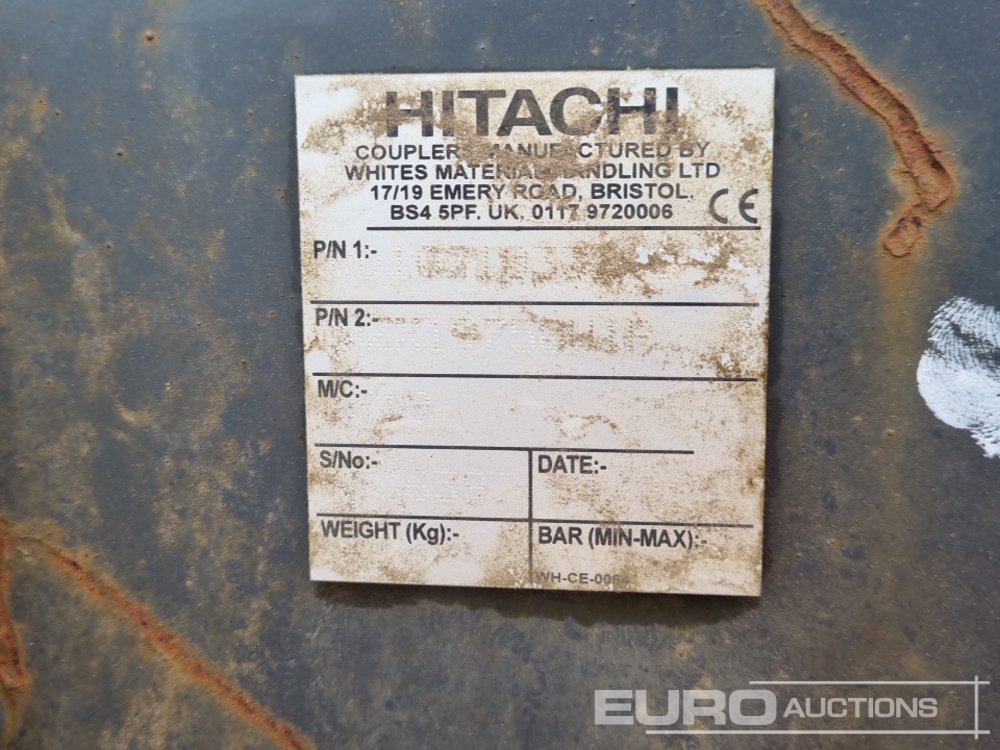 HITACHI
COUPLERS MANUFACTURED BY
WHITES MATERIAL HANDLING LTD
17/19 EMERY ROAD, BRISTOL.
BS4 5PF. UK. 0117 9720006 CE
P/N 1:-
P/N 2:-
M/C:-
S/No:- DATE:-
WEIGHT (Kg):- BAR (MIN-MAX):-
EURO AUCTIONS